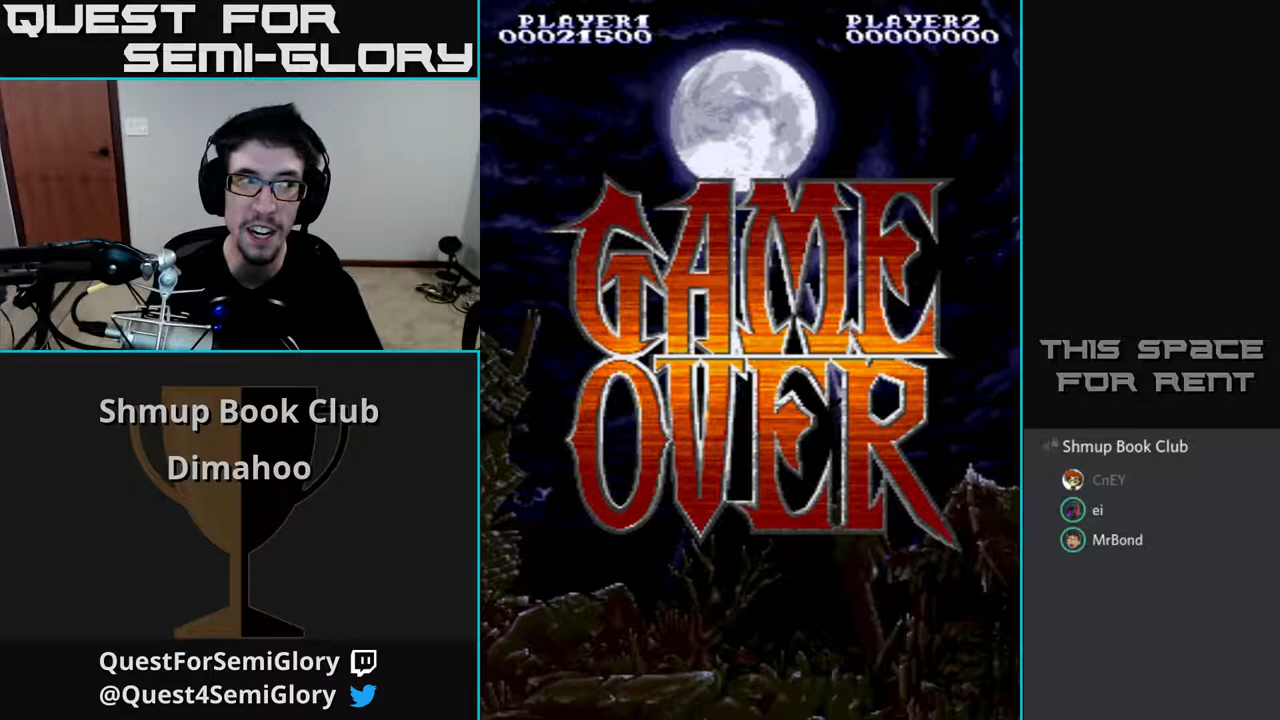 QUEST FOR
SEMI-GLORY
PLAYER1
00021500
PLAYER2
00000000
GAME
OVER
Shmup Book Club
Dimahoo
QuestForSemiGlory
@Quest4SemiGlory
THIS SPACE
FOR RENT
Shmup Book Club
CnEY
ei
MrBond